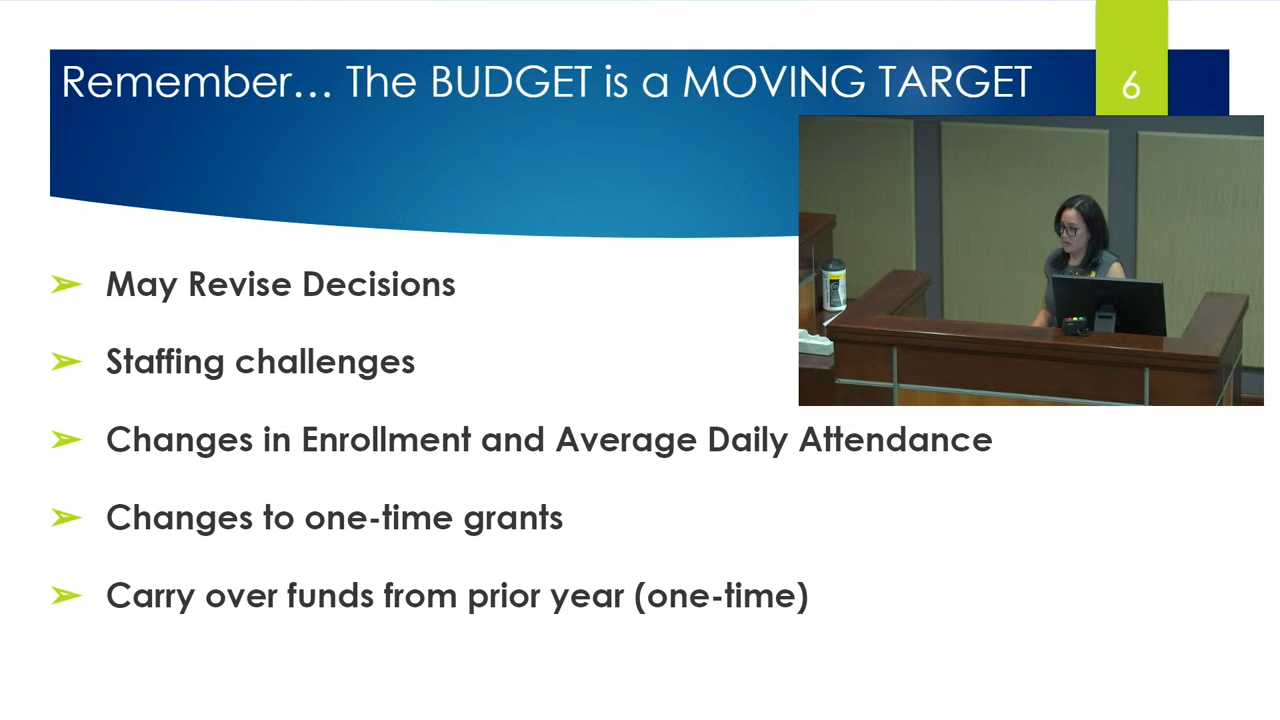 Remember… The BUDGET is a MOVING TARGET
6
➢ May Revise Decisions
➢ Staffing challenges
➢ Changes in Enrollment and Average Daily Attendance
➢ Changes to one-time grants
➢ Carry over funds from prior year (one-time)